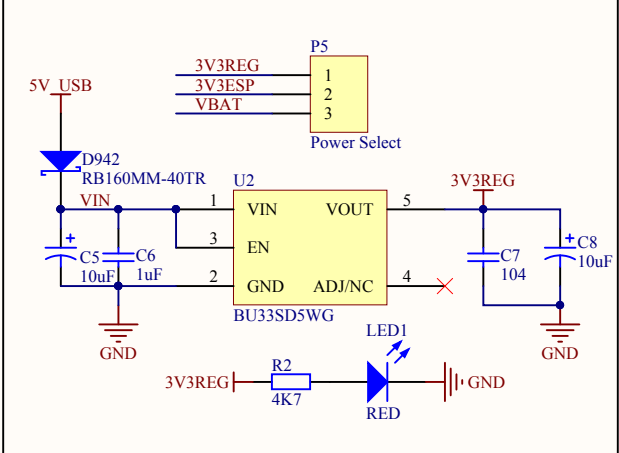 P5
3V3REG 1
3V3ESP 2
VBAT 3
Power Select
5V_USB
D942
RB160MM-40TR
VIN
U2
1 VIN VOUT 5
3 EN
2 GND ADJ/NC 4
BU33SD5WG
3V3REG
C5
10uF
C6
1uF
C7
104
C8
10uF
GND
GND
LED1
3V3REG R2 GND
4K7
RED